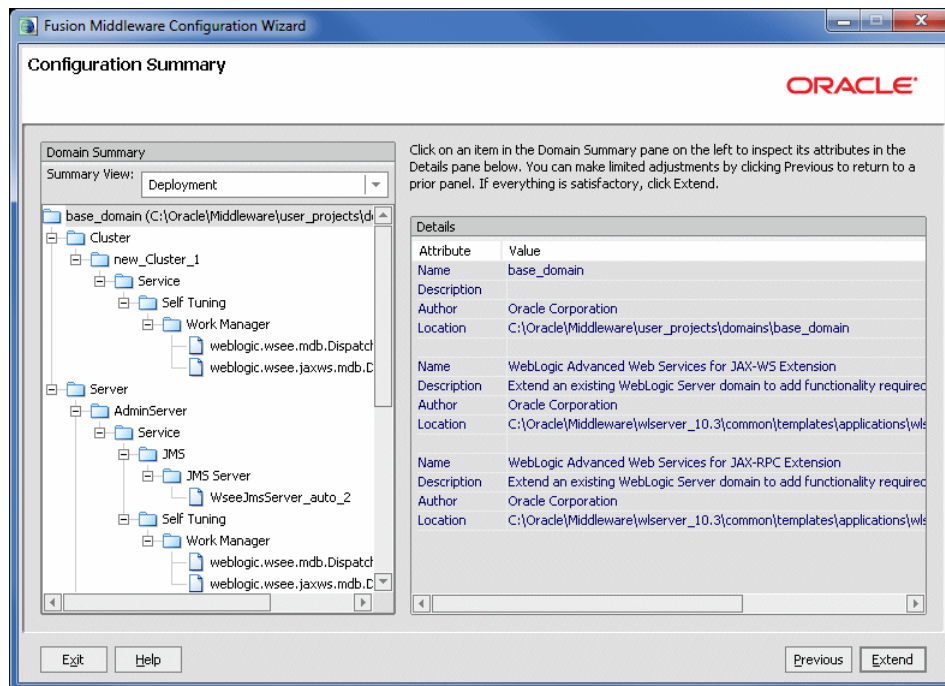 Fusion Middleware Configuration Wizard
Configuration Summary
ORACLE
Domain Summary
Summary View:
Deployment
base_domain (C:\Oracle\Middleware\user_projects\d
Cluster
new_Cluster_1
Service
Self Tuning
Work Manager
weblogic.wsee.mdb.Dispatch
weblogic.wsee.jaxws.mdb.D
Server
AdminServer
Service
JMS
JMS Server
WseeJmsServer_auto_2
Self Tuning
Work Manager
weblogic.wsee.mdb.Dispatch
weblogic.wsee.jaxws.mdb.D
Click on an item in the Domain Summary pane on the left to inspect its attributes in the
Details pane below. You can make limited adjustments by clicking Previous to return to a
prior panel. If everything is satisfactory, click Extend.
Details
Attribute Value
Name base_domain
Description
Author Oracle Corporation
Location C:\Oracle\Middleware\user_projects\domains\base_domain
Name WebLogic Advanced Web Services for JAX-WS Extension
Description Extend an existing WebLogic Server domain to add functionality required
Author Oracle Corporation
Location C:\Oracle\Middleware\wlserver_10.3\common\templates\applications\wls
Name WebLogic Advanced Web Services for JAX-RPC Extension
Description Extend an existing WebLogic Server domain to add functionality required
Author Oracle Corporation
Location C:\Oracle\Middleware\wlserver_10.3\common\templates\applications\wls
Exit Help Previous Extend